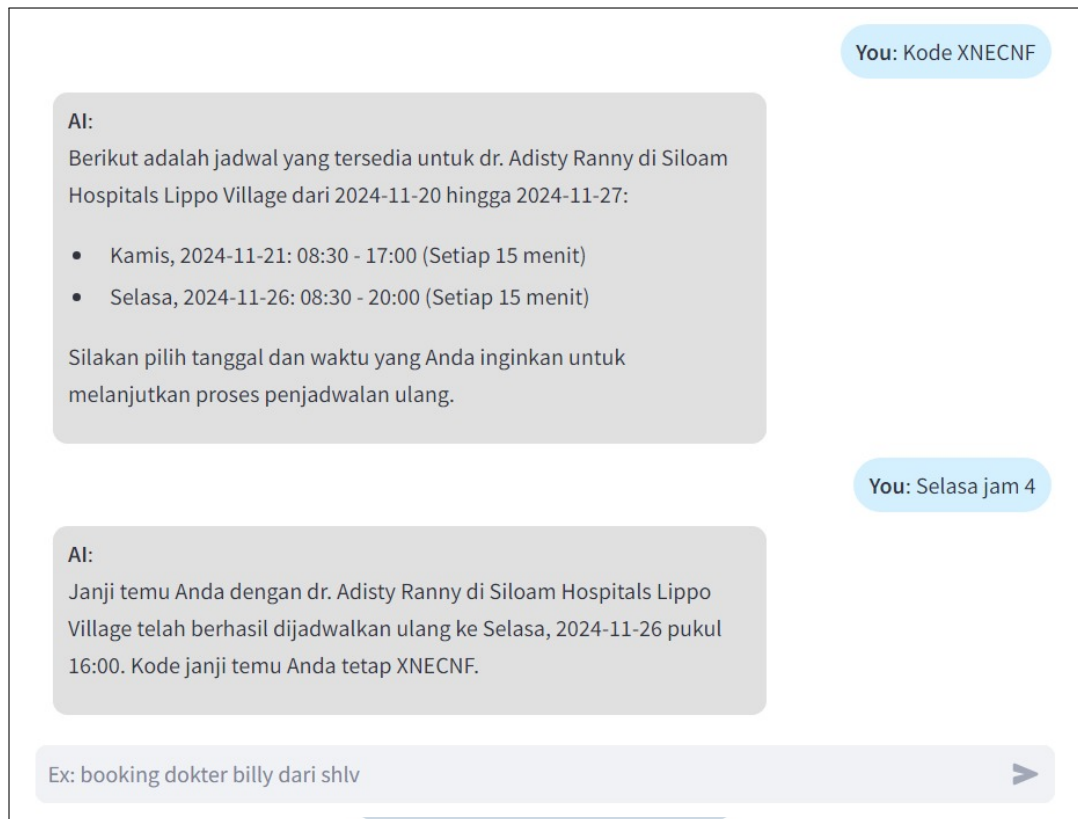 You: Kode XNECNF
AI:
Berikut adalah jadwal yang tersedia untuk dr. Adisty Ranny di Siloam
Hospitals Lippo Village dari 2024-11-20 hingga 2024-11-27:
• Kamis, 2024-11-21: 08:30 - 17:00 (Setiap 15 menit)
• Selasa, 2024-11-26: 08:30 - 20:00 (Setiap 15 menit)
Silakan pilih tanggal dan waktu yang Anda inginkan untuk
melanjutkan proses penjadwalan ulang.
You: Selasa jam 4
AI:
Janji temu Anda dengan dr. Adisty Ranny di Siloam Hospitals Lippo
Village telah berhasil dijadwalkan ulang ke Selasa, 2024-11-26 pukul
16:00. Kode janji temu Anda tetap XNECNF.
Ex: booking dokter billy dari shlv